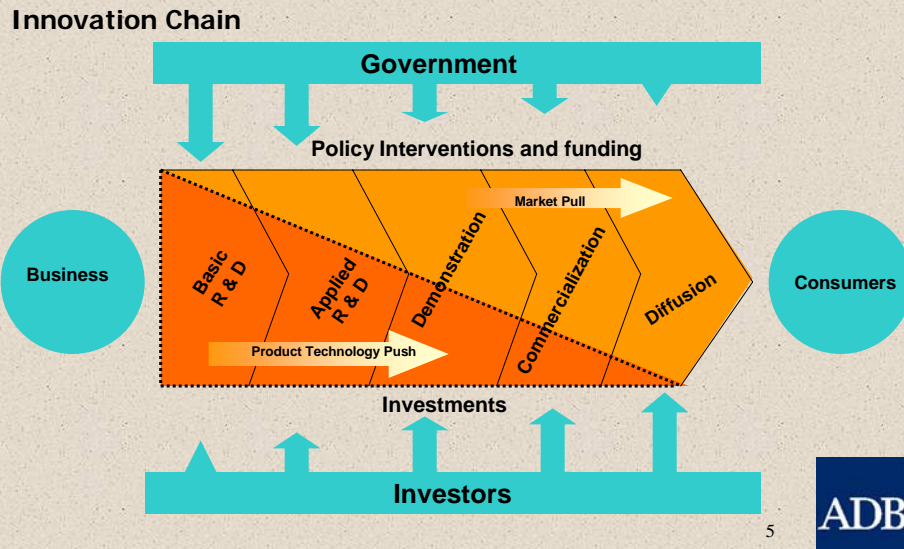 Innovation Chain
Government
Policy Interventions and funding
Market Pull
Business
Basic
R & D
Applied
R & D
Demonstration
Commercialization
Diffusion
Consumers
Product Technology Push
Investments
Investors
5
ADB